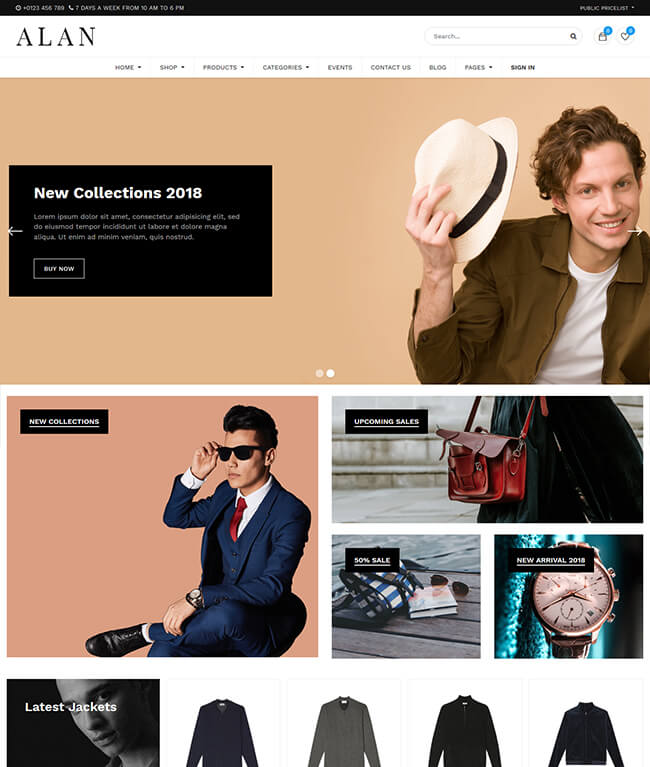 +0123 456 789 7 DAYS A WEEK FROM 10 AM TO 6 PM
PUBLIC PRICELIST
ALAN
Search...
0
0
HOME SHOP PRODUCTS CATEGORIES EVENTS CONTACT US BLOG PAGES SIGN IN
New Collections 2018
Lorem ipsum dolor sit amet, consectetur adipisicing elit, sed
do eiusmod tempor incididunt ut labore et dolore magna
aliqua. Ut enim ad minim veniam, quis nostrud.
BUY NOW
NEW COLLECTIONS
UPCOMING SALES
50% SALE
NEW ARRIVAL 2018
Latest Jackets